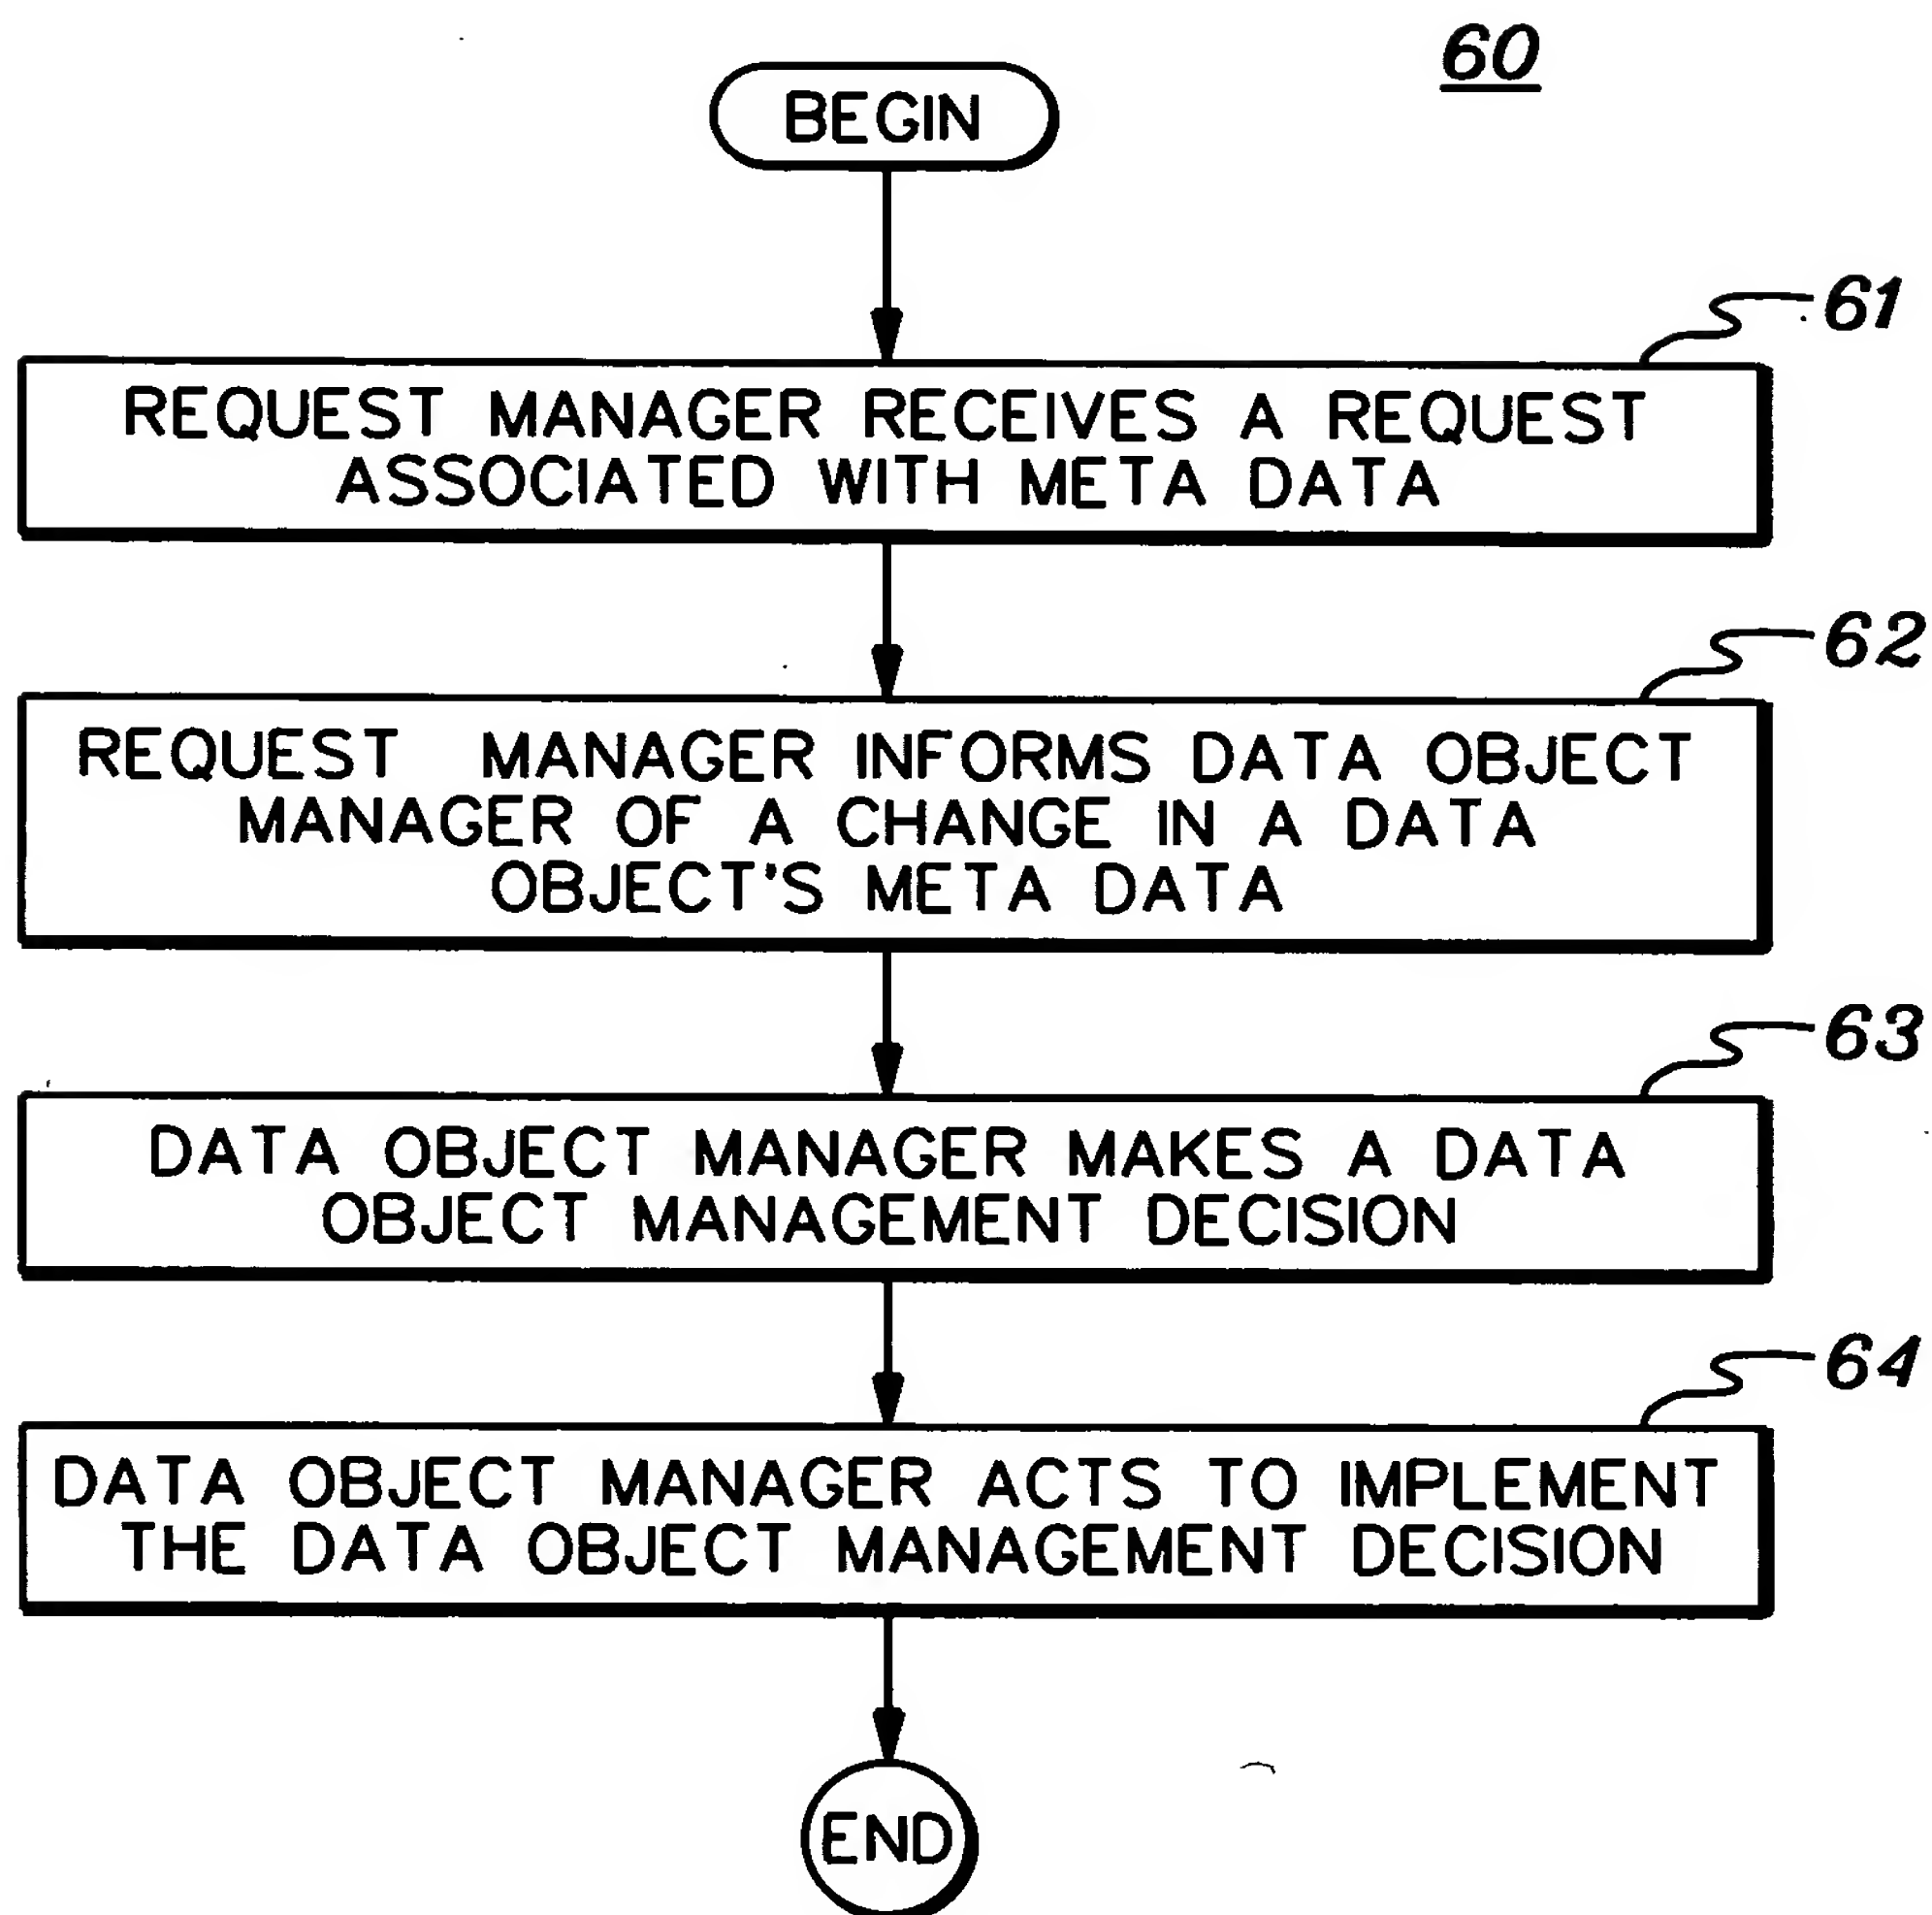 60
BEGIN
61
REQUEST MANAGER RECEIVES A REQUEST
ASSOCIATED WITH META DATA
62
REQUEST MANAGER INFORMS DATA OBJECT
MANAGER OF A CHANGE IN A DATA
OBJECT'S META DATA
63
DATA OBJECT MANAGER MAKES A DATA
OBJECT MANAGEMENT DECISION
64
DATA OBJECT MANAGER ACTS TO IMPLEMENT
THE DATA OBJECT MANAGEMENT DECISION
END